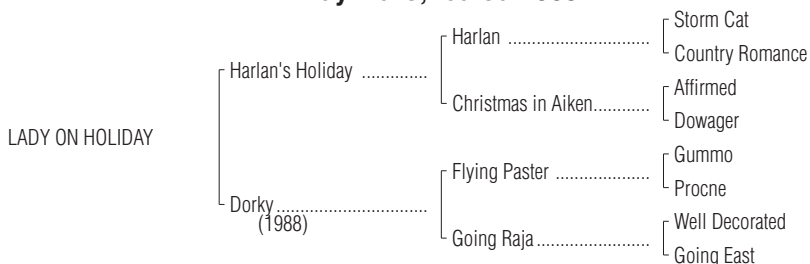 Storm Cat
Harlan ..............................
Country Romance
Harlan's Holiday ..............
Affirmed
Christmas in Aiken............
Dowager
LADY ON HOLIDAY
Gummo
Flying Paster ....................
Procne
Dorky................................
(1988)
Well Decorated
Going Raja........................
Going East